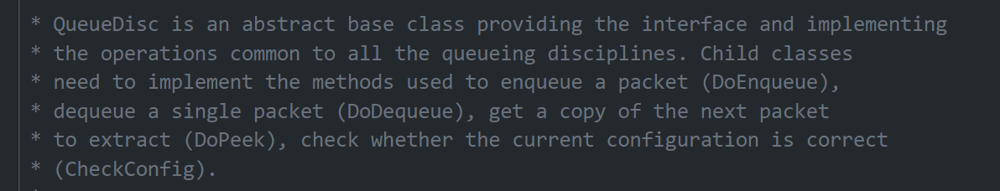 * QueueDisc is an abstract base class providing the interface and implementing
* the operations common to all the queueing disciplines. Child classes
* need to implement the methods used to enqueue a packet (DoEnqueue),
* dequeue a single packet (DoDequeue), get a copy of the next packet
* to extract (DoPeek), check whether the current configuration is correct
* (CheckConfig).